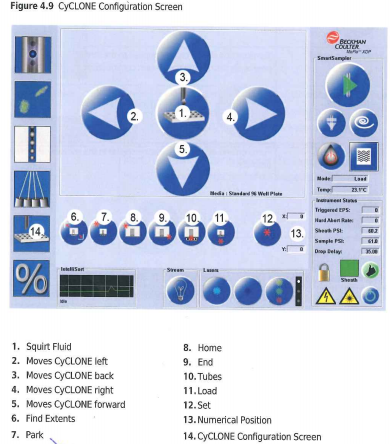 Figure 4.9 CyCLONE Configuration Screen
BECKMAN
COULTER
MoFlo™ XDP
SmartSampler
3.
2.
1.
4.
5.
Media : Standard 96 Well Plate
Mode: Load
Temp: 23.1°C
Instrument Status
Triggered EPS: 0
Hard Abort Rate: 0
Sheath PSI: 60.2
Sample PSI: 61.0
Drop Delay: 35.00
Sheath
6.
7.
8.
9.
10.
11.
12.
13.
X: 0
Y: 0
14.
IntelliSort
Idle
Stream
Lasers
1. Squirt Fluid
2. Moves CyCLONE left
3. Moves CyCLONE back
4. Moves CyCLONE right
5. Moves CyCLONE forward
6. Find Extents
7. Park
8. Home
9. End
10. Tubes
11. Load
12. Set
13. Numerical Position
14. CyCLONE Configuration Screen